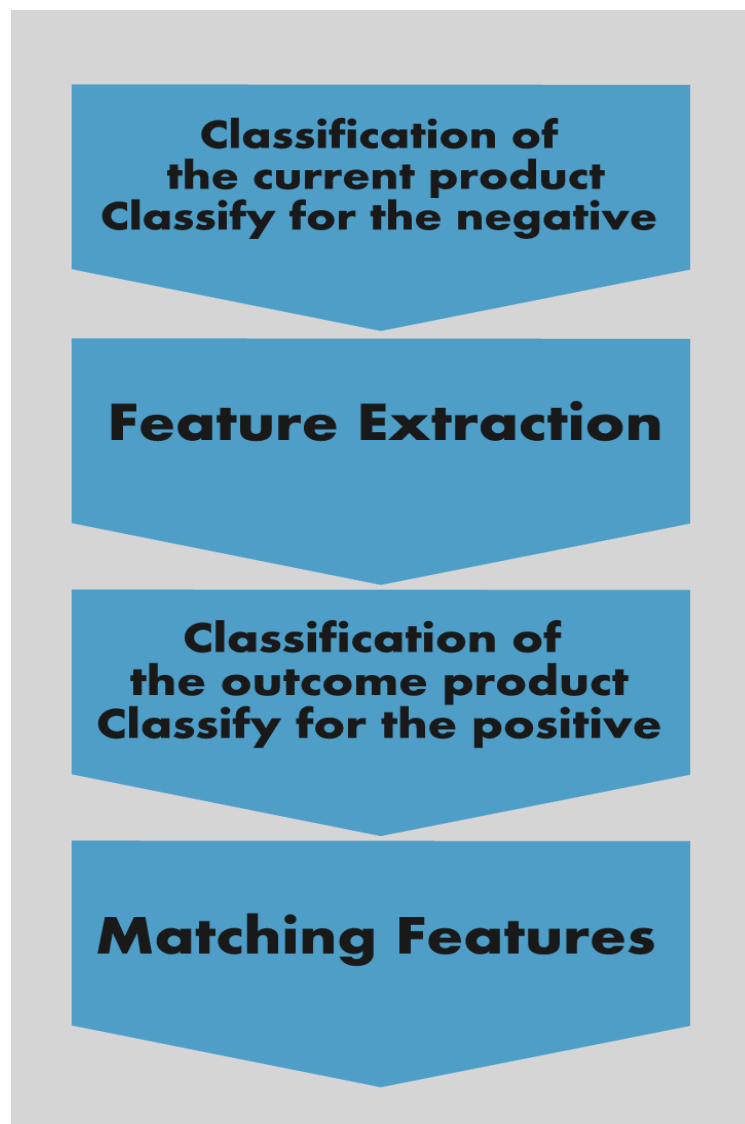 Classification of
the current product
Classify for the negative
Feature Extraction
Classification of
the outcome product
Classify for the positive
Matching Features